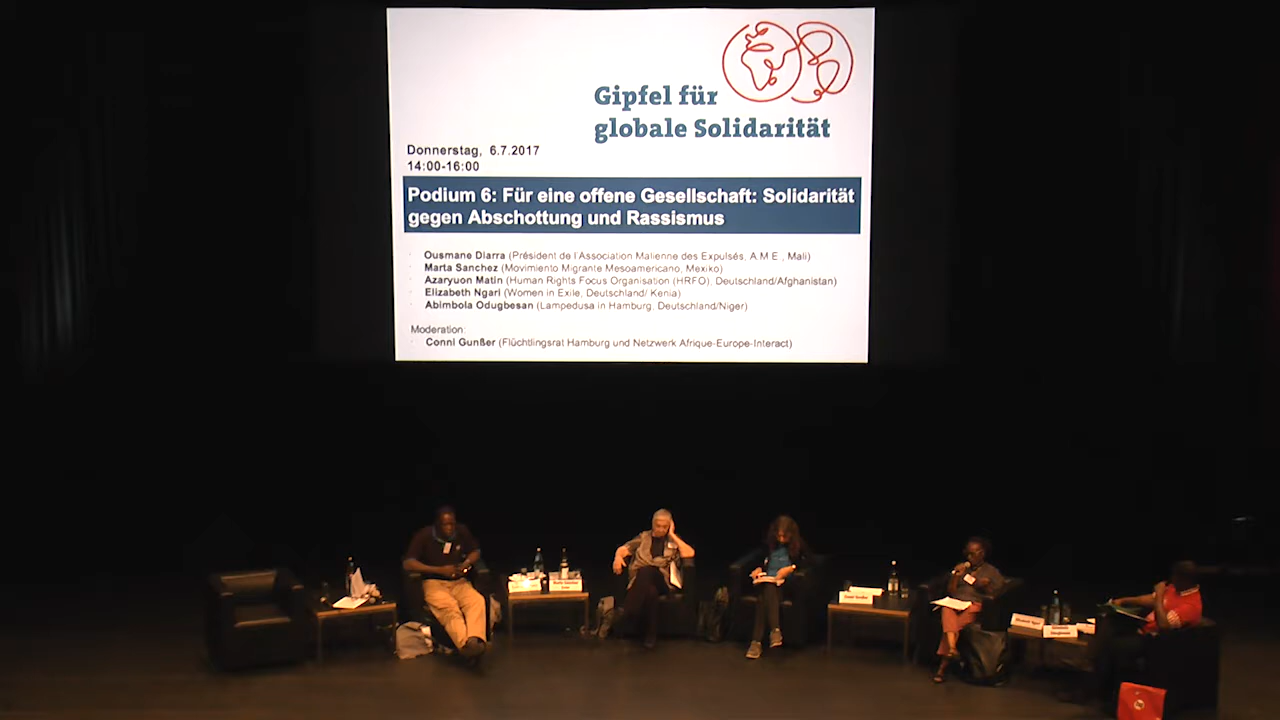 Gipfel für
globale Solidarität
Donnerstag, 6.7.2017
14:00-16:00
Podium 6: Für eine offene Gesellschaft: Solidarität
gegen Abschottung und Rassismus
Ousmane Diarra (Président de l'Association Malienne des Expulsés, A.M.E., Mali)
Marta Sanchez (Movimiento Migrante Mesoamericano, Mexiko)
Azaryuon Matin (Human Rights Focus Organisation (HRFO), Deutschland/Afghanistan)
Elizabeth Ngari (Women in Exile, Deutschland/ Kenia)
Abimbola Odugbesan (Lampedusa in Hamburg, Deutschland/Niger)
Moderation:
Conni Gunßer (Flüchtlingsrat Hamburg und Netzwerk Afrique-Europe-Interact)